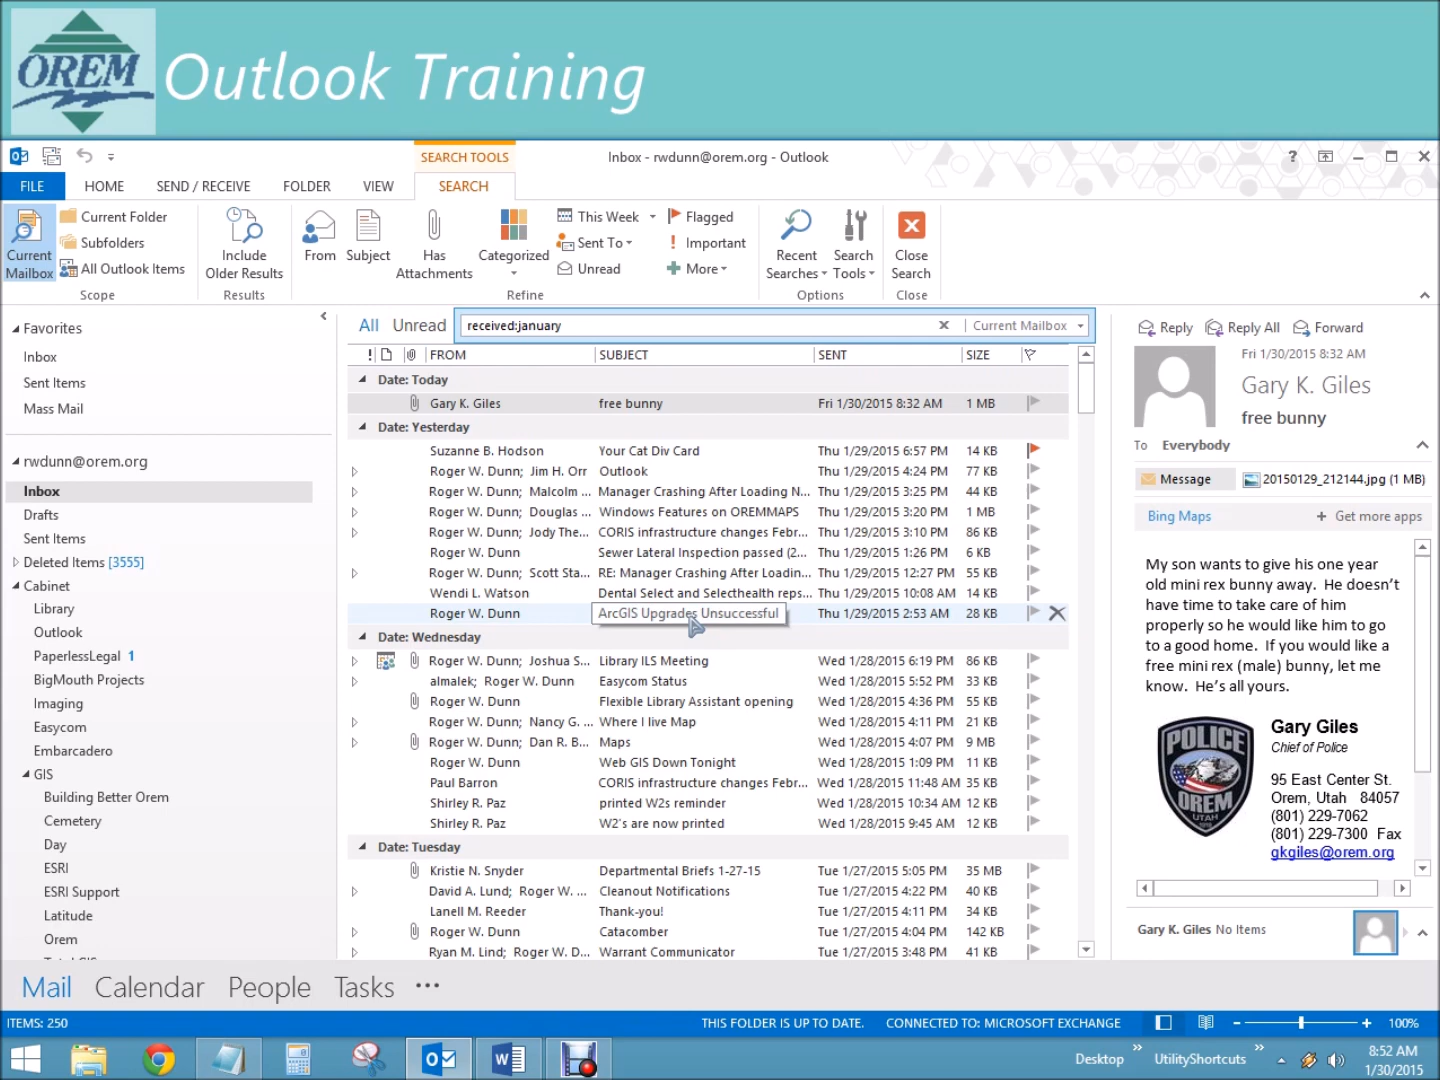 OREM Outlook Training
SEARCH TOOLS Inbox - rwdunn@orem.org - Outlook ?
FILE HOME SEND / RECEIVE FOLDER VIEW SEARCH
Current Mailbox
Current Folder
Subfolders
All Outlook Items
Scope
Include Older Results
Results
From Subject Has Attachments Categorized
This Week
Sent To
Unread
Flagged
Important
More
Refine
Recent Searches Search Tools
Options
Close Search
Close
Favorites
Inbox
Sent Items
Mass Mail
rwdunn@orem.org
Inbox
Drafts
Sent Items
Deleted Items [3555]
Cabinet
Library
Outlook
PaperlessLegal 1
BigMouth Projects
Imaging
Easycom
Embarcadero
GIS
Building Better Orem
Cemetery
Day
ESRI
ESRI Support
Latitude
Orem
All Unread received:january Current Mailbox
! FROM SUBJECT SENT SIZE
Date: Today
Gary K. Giles free bunny Fri 1/30/2015 8:32 AM 1 MB
Date: Yesterday
Suzanne B. Hodson Your Cat Div Card Thu 1/29/2015 6:57 PM 14 KB
Roger W. Dunn; Jim H. Orr Outlook Thu 1/29/2015 4:24 PM 77 KB
Roger W. Dunn; Malcolm ... Manager Crashing After Loading N... Thu 1/29/2015 3:25 PM 44 KB
Roger W. Dunn; Douglas ... Windows Features on OREMMAPS Thu 1/29/2015 3:20 PM 1 MB
Roger W. Dunn; Jody The... CORIS infrastructure changes Febr... Thu 1/29/2015 3:10 PM 86 KB
Roger W. Dunn Sewer Lateral Inspection passed (2... Thu 1/29/2015 1:26 PM 6 KB
Roger W. Dunn; Scott Sta... RE: Manager Crashing After Loadin... Thu 1/29/2015 12:27 PM 55 KB
Wendi L. Watson Dental Select and Selecthealth reps... Thu 1/29/2015 10:08 AM 14 KB
Roger W. Dunn ArcGIS Upgrades Unsuccessful Thu 1/29/2015 2:53 AM 28 KB
Date: Wednesday
Roger W. Dunn; Joshua S... Library ILS Meeting Wed 1/28/2015 6:19 PM 86 KB
almalek; Roger W. Dunn Easycom Status Wed 1/28/2015 5:52 PM 33 KB
Roger W. Dunn Flexible Library Assistant opening Wed 1/28/2015 4:36 PM 55 KB
Roger W. Dunn; Nancy G. ... Where I live Map Wed 1/28/2015 4:11 PM 21 KB
Roger W. Dunn; Dan R. B... Maps Wed 1/28/2015 4:07 PM 9 MB
Roger W. Dunn Web GIS Down Tonight Wed 1/28/2015 1:09 PM 11 KB
Paul Barron CORIS infrastructure changes Febr... Wed 1/28/2015 11:48 AM 35 KB
Shirley R. Paz printed W2s reminder Wed 1/28/2015 10:34 AM 12 KB
Shirley R. Paz W2's are now printed Wed 1/28/2015 9:45 AM 12 KB
Date: Tuesday
Kristie N. Snyder Departmental Briefs 1-27-15 Tue 1/27/2015 5:05 PM 35 MB
David A. Lund; Roger W. ... Cleanout Notifications Tue 1/27/2015 4:22 PM 40 KB
Lanell M. Reeder Thank-you! Tue 1/27/2015 4:11 PM 34 KB
Roger W. Dunn Catacomber Tue 1/27/2015 4:04 PM 142 KB
Ryan M. Lind; Roger W. D... Warrant Communicator Tue 1/27/2015 3:48 PM 41 KB
Reply Reply All Forward
Fri 1/30/2015 8:32 AM
Gary K. Giles
free bunny
To Everybody
Message 20150129_212144.jpg (1 MB)
Bing Maps + Get more apps
My son wants to give his one year
old mini rex bunny away. He doesn't
have time to take care of him
properly so he would like him to go
to a good home. If you would like a
free mini rex (male) bunny, let me
know. He's all yours.
POLICE
OREM
UTAH
Gary Giles
Chief of Police
95 East Center St.
Orem, Utah 84057
(801) 229-7062
(801) 229-7300 Fax
gkgiles@orem.org
Gary K. Giles No Items
Mail Calendar People Tasks ···
ITEMS: 250 THIS FOLDER IS UP TO DATE. CONNECTED TO: MICROSOFT EXCHANGE 100%
Desktop » UtilityShortcuts » 8:52 AM
1/30/2015